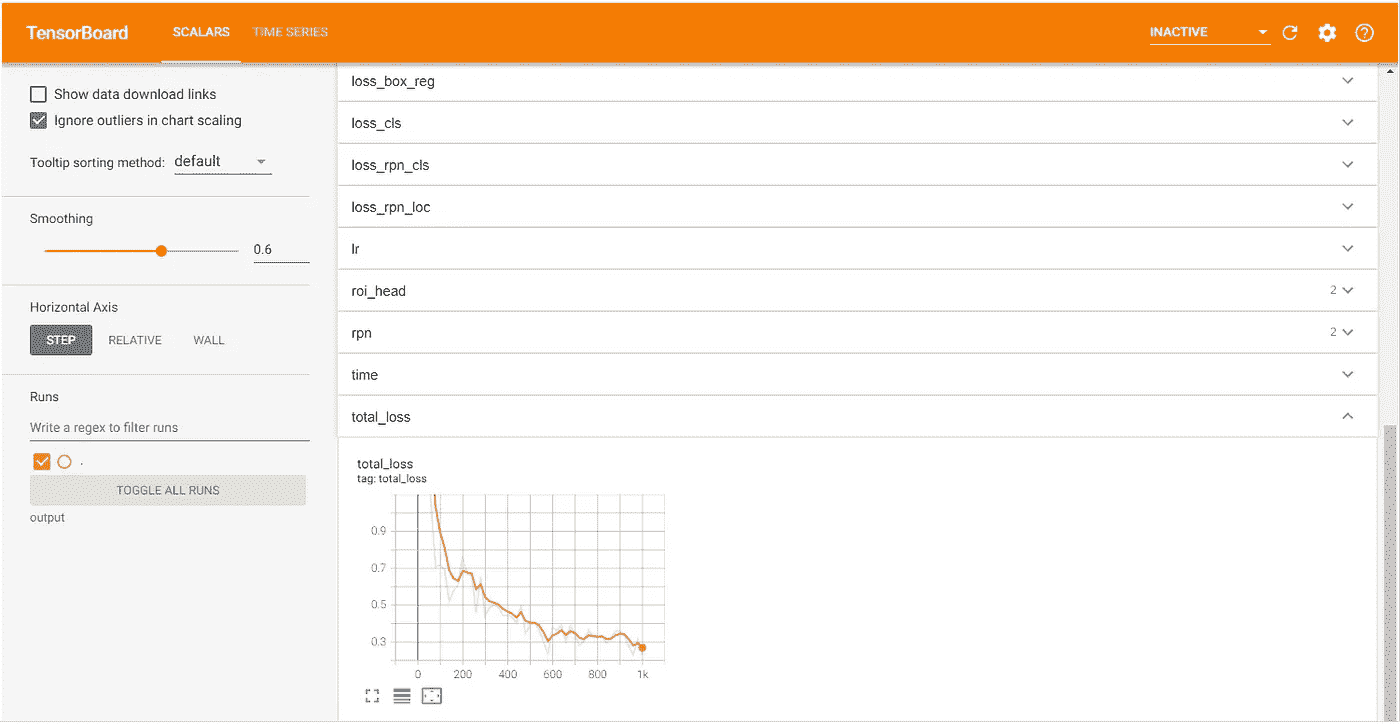 TensorBoard SCALARS TIME SERIES INACTIVE
Show data download links
Ignore outliers in chart scaling
Tooltip sorting method: default
Smoothing
0.6
Horizontal Axis
STEP RELATIVE WALL
Runs
Write a regex to filter runs
.
TOGGLE ALL RUNS
output
loss_box_reg
loss_cls
loss_rpn_cls
loss_rpn_loc
lr
roi_head 2
rpn 2
time
total_loss
total_loss
tag: total_loss
0.9
0.7
0.5
0.3
0 200 400 600 800 1k